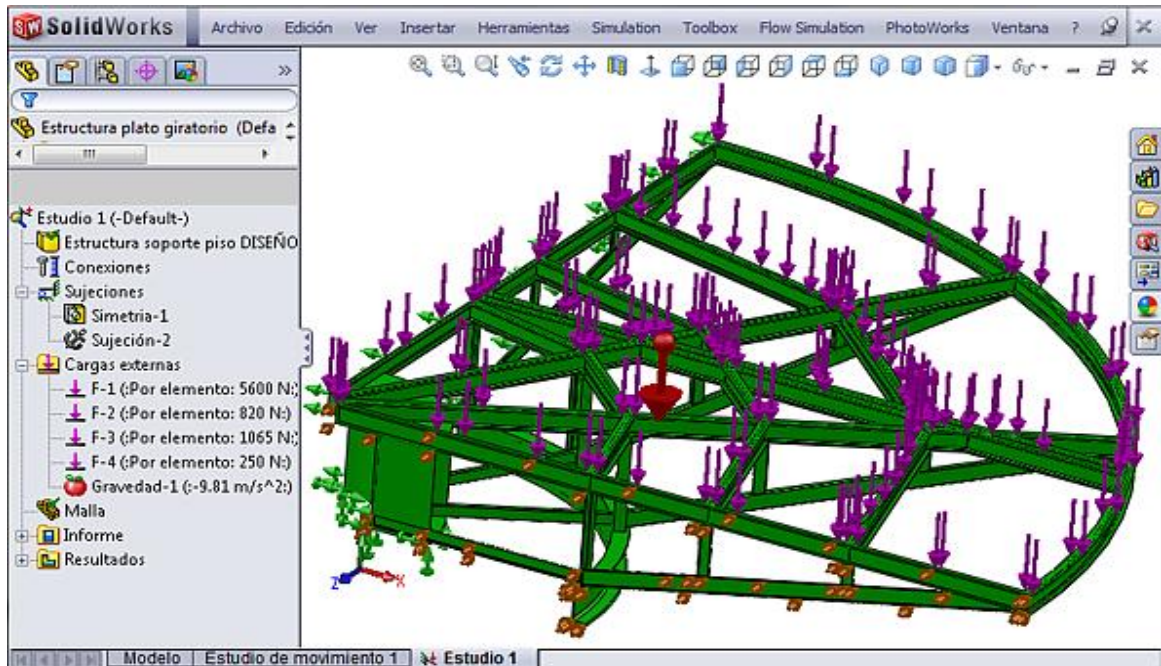 SolidWorks Archivo Edición Ver Insertar Herramientas Simulation Toolbox Flow Simulation PhotoWorks Ventana ?
Estructura plato giratorio (Defa
Estudio 1 (-Default-)
Estructura soporte piso DISEÑO
Conexiones
Sujeciones
Simetria-1
Sujeción-2
Cargas externas
F-1 (:Por elemento: 5600 N:)
F-2 (:Por elemento: 820 N:)
F-3 (:Por elemento: 1065 N:)
F-4 (:Por elemento: 250 N:)
Gravedad-1 (:-9.81 m/s^2:)
Malla
Informe
Resultados
Z X
Modelo Estudio de movimiento 1 Estudio 1